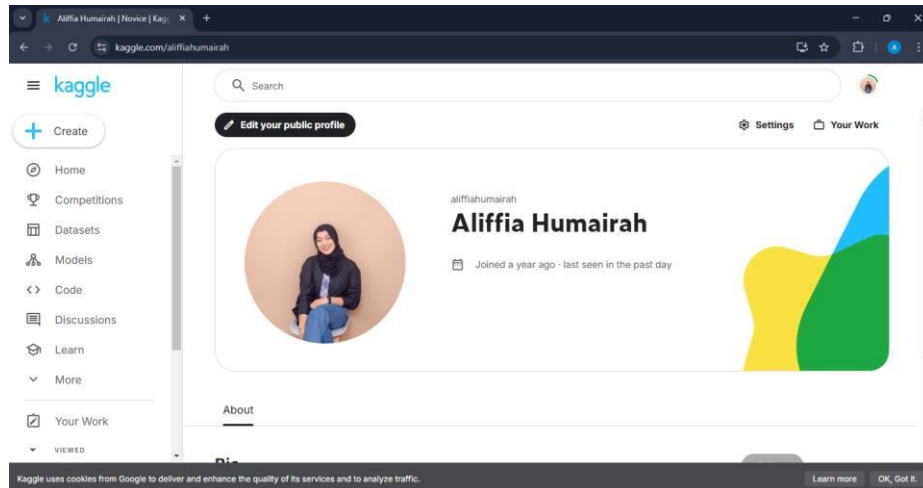 Aliffia Humairah | Novice | Kag
kaggle.com/aliffiahumairah
kaggle
Search
Create
Edit your public profile
Settings
Your Work
Home
Competitions
Datasets
Models
Code
Discussions
Learn
More
Your Work
VIEWED
aliffiahumairah
Aliffia Humairah
Joined a year ago · last seen in the past day
About
Kaggle uses cookies from Google to deliver and enhance the quality of its services and to analyze traffic.
Learn more
OK, Got it.